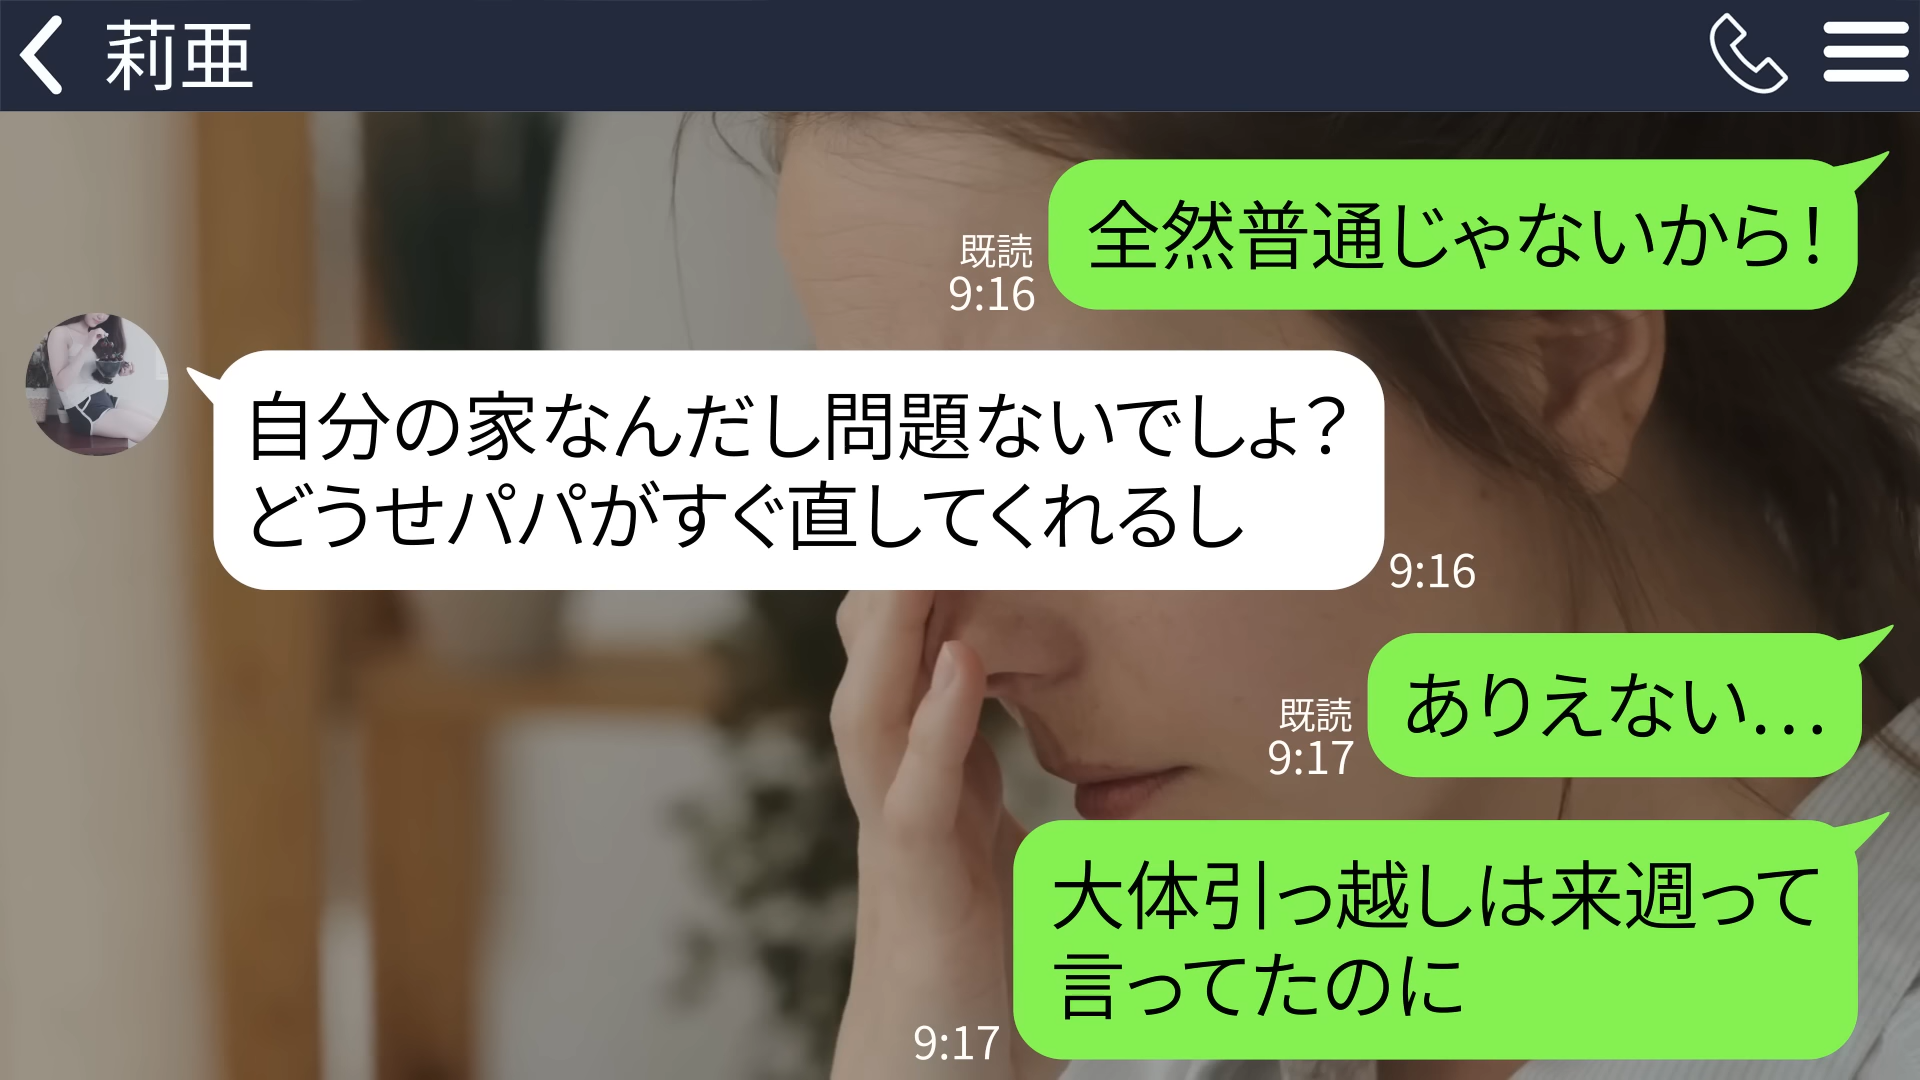 莉亜
全然普通じゃないから！
既読
9:16
自分の家なんだし問題ないでしょ？
どうせパパがすぐ直してくれるし
9:16
ありえない…
既読
9:17
大体引っ越しは来週って
言ってたのに
9:17